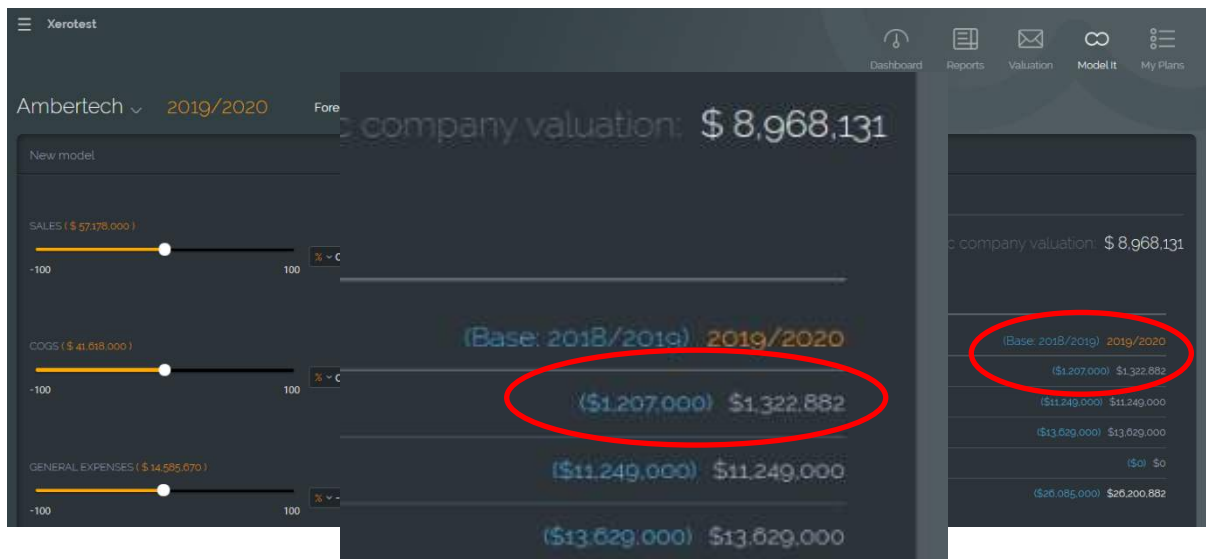 Xerotest
Dashboard Reports Valuation Model It My Plans
Ambertech 2019/2020 Fore
New model
SALES ( $ 57,178,000 )
-100 100
%
COGS ( $ 41,618,000 )
-100 100
%
GENERAL EXPENSES ( $ 14,585,670 )
-100 100
% -
c company valuation: $ 8,968,131
(Base: 2018/2019) 2019/2020
($1,207,000) $1,322,882
($11,249,000) $11,249,000
($13,629,000) $13,629,000
c company valuation: $ 8,968,131
(Base: 2018/2019) 2019/2020
($1,207,000) $1,322,882
($11,249,000) $11,249,000
($13,629,000) $13,629,000
($0) $0
($26,085,000) $26,200,882